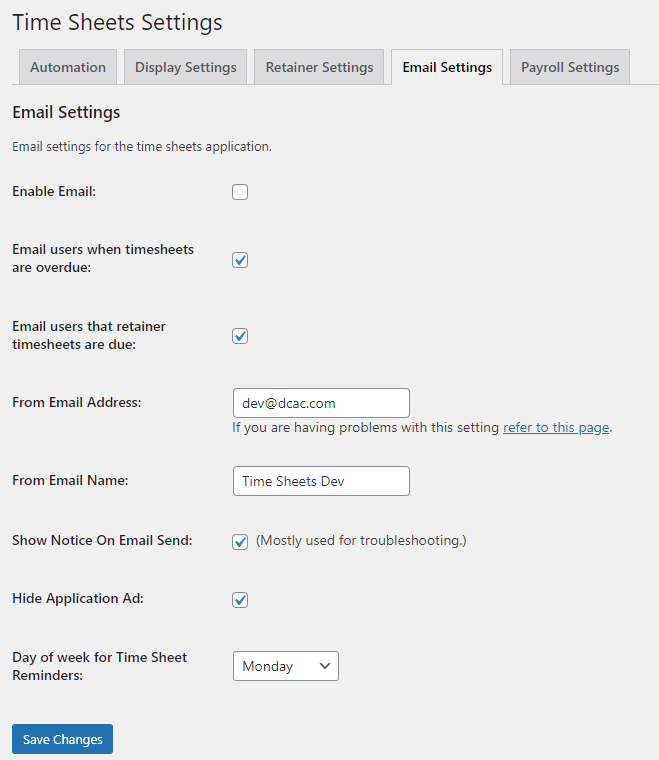 Time Sheets Settings
Automation
Display Settings
Retainer Settings
Email Settings
Payroll Settings
Email Settings
Email settings for the time sheets application.
Enable Email:
Email users when timesheets
are overdue:
Email users that retainer
timesheets are due:
From Email Address:
dev@dcac.com
If you are having problems with this setting refer to this page.
From Email Name:
Time Sheets Dev
Show Notice On Email Send:
(Mostly used for troubleshooting.)
Hide Application Ad:
Day of week for Time Sheet
Reminders:
Monday
Save Changes